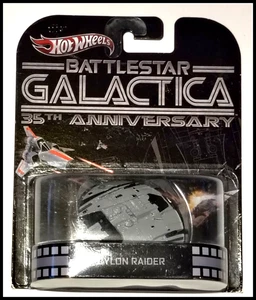 HOT WHEELS
BATTLESTAR
GALACTICA
35TH ANNIVERSARY
CYLON RAIDER